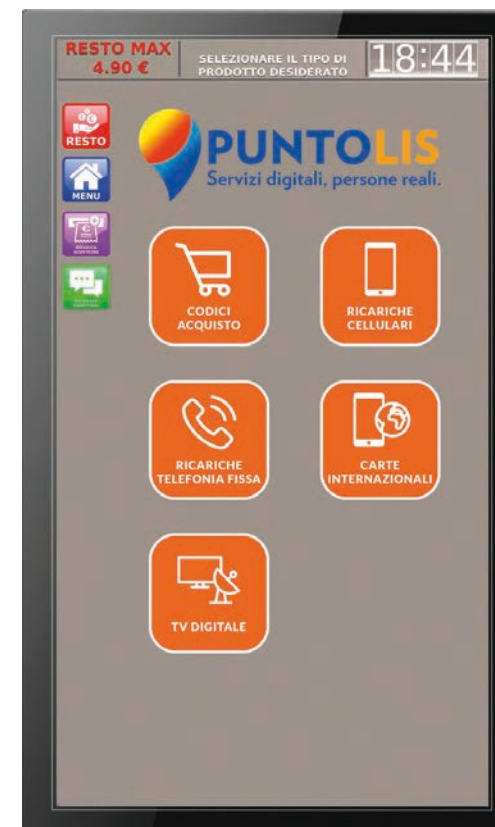 RESTO MAX
4.90 €
SELEZIONARE IL TIPO DI
PRODOTTO DESIDERATO
18:44
RESTO
MENU
PUNTOLIS
Servizi digitali, persone reali.
CODICI
ACQUISTO
RICARICHE
CELLULARI
RICARICHE
TELEFONIA FISSA
CARTE
INTERNAZIONALI
TV DIGITALE